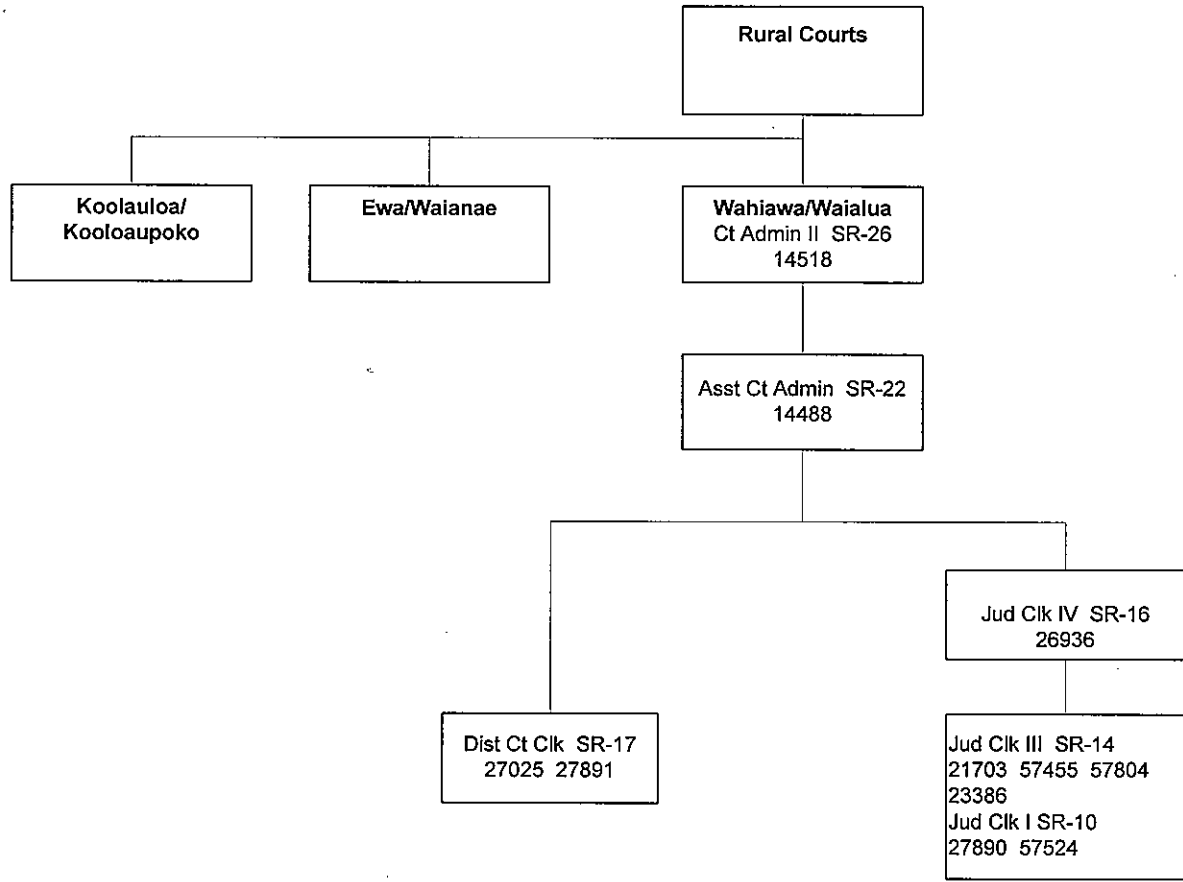 Rural Courts
Koolauloa/
Kooloaupoko
Ewa/Waianae
Wahiawa/Waialua
Ct Admin II SR-26
14518
Asst Ct Admin SR-22
14488
Jud Clk IV SR-16
26936
Dist Ct Clk SR-17
27025 27891
Jud Clk III SR-14
21703 57455 57804
23386
Jud Clk I SR-10
27890 57524